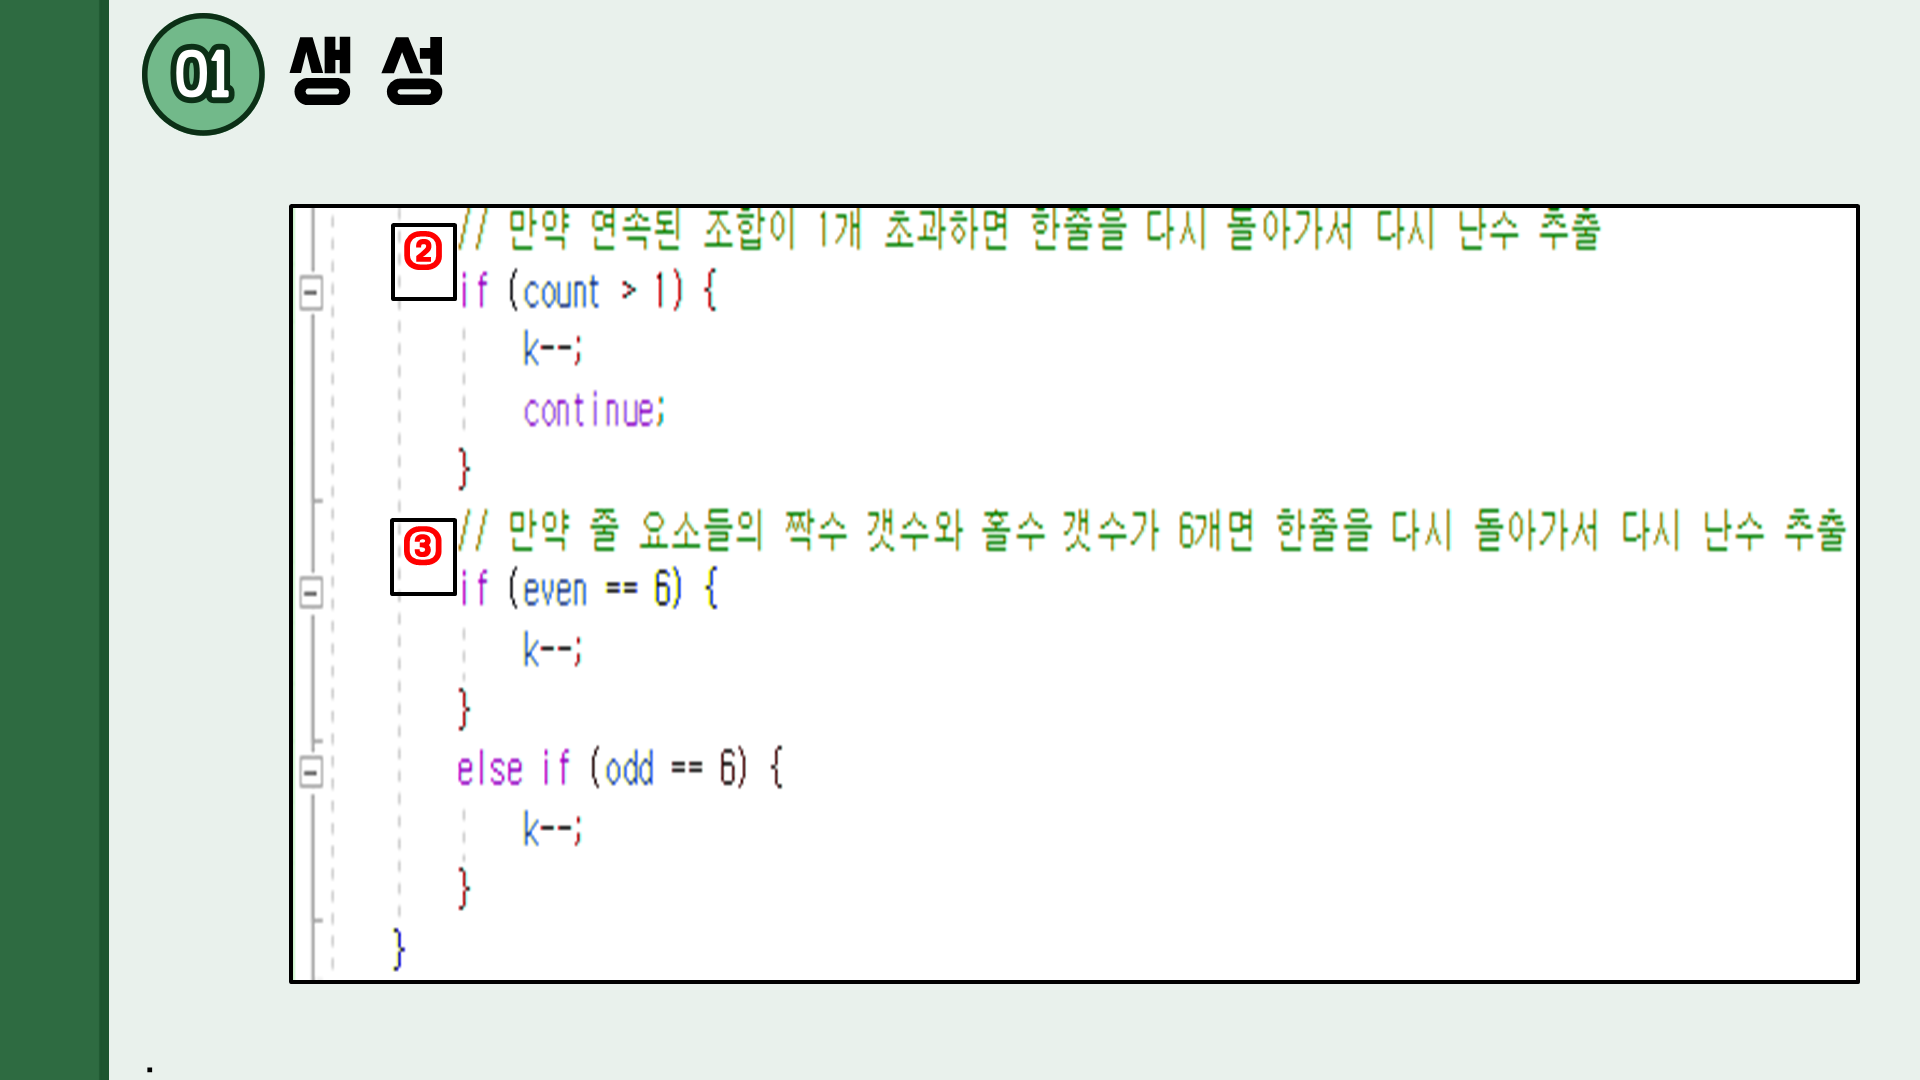 01 생 성
② // 만약 연속된 조합이 1개 초과하면 한줄을 다시 돌아가서 다시 난수 추출
if (count > 1) {
k--;
continue;
}
③ // 만약 줄 요소들의 짝수 갯수와 홀수 갯수가 6개면 한줄을 다시 돌아가서 다시 난수 추출
if (even == 6) {
k--;
}
else if (odd == 6) {
k--;
}
}
.